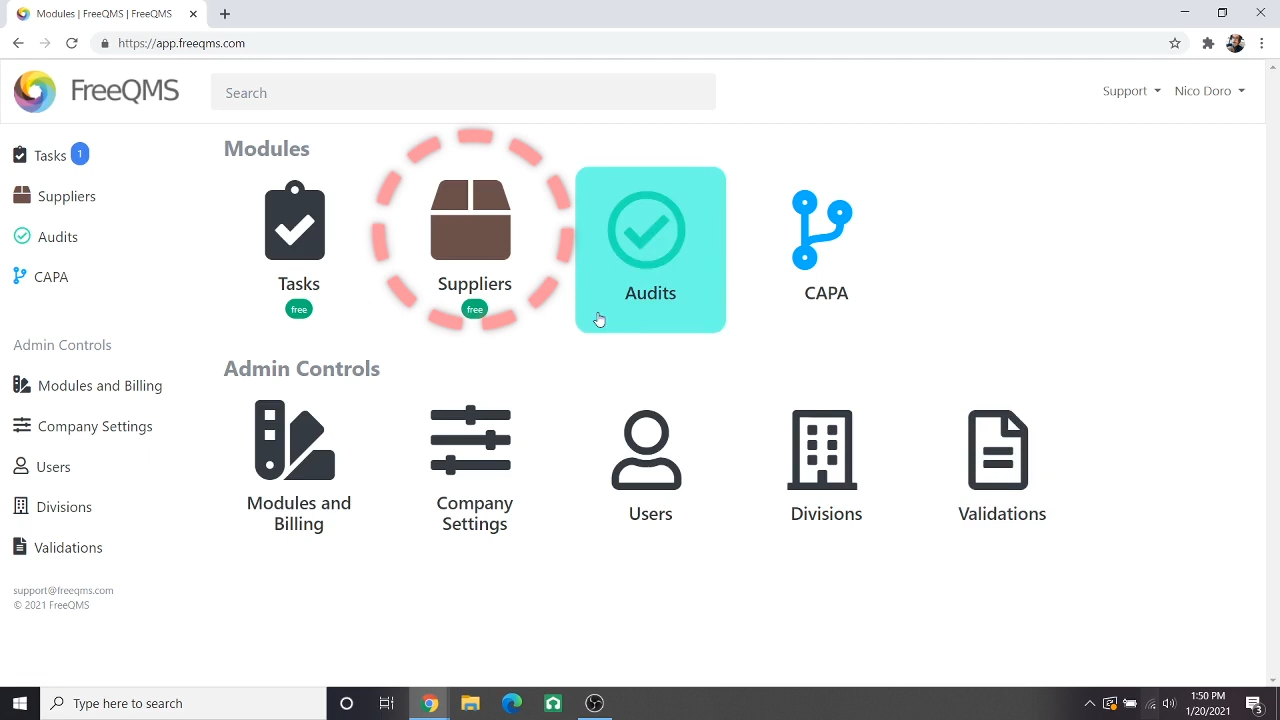 Modules | FreeQMS | FreeQMS
https://app.freeqms.com
FreeQMS
Search
Support
Nico Doro
Tasks 1
Suppliers
Audits
CAPA
Admin Controls
Modules and Billing
Company Settings
Users
Divisions
Validations
support@freeqms.com
© 2021 FreeQMS
Modules
Tasks
free
Suppliers
free
Audits
CAPA
Admin Controls
Modules and
Billing
Company
Settings
Users
Divisions
Validations
Type here to search
1:50 PM
1/20/2021
3